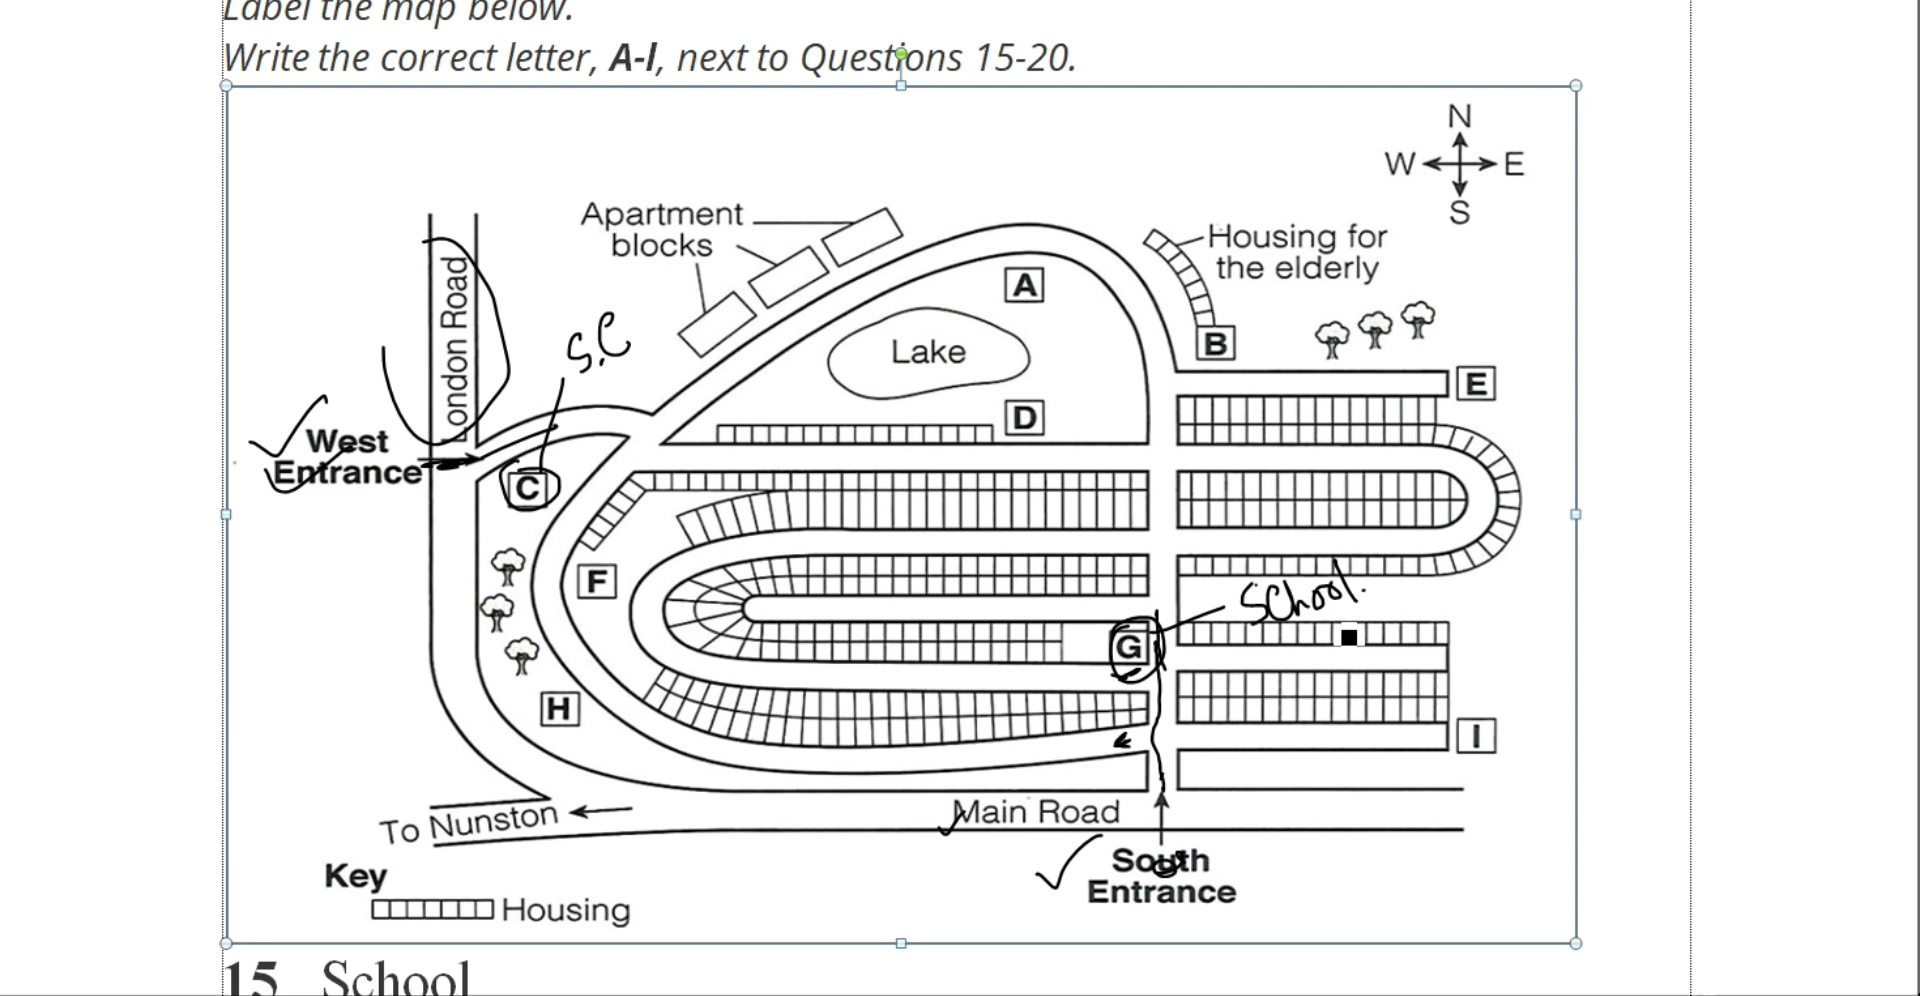 Label the map below.
Write the correct letter, A-I, next to Questions 15-20.
N
W E
S
Apartment
blocks
Housing for
the elderly
London Road
A
S.C
B
Lake
E
D
West
Entrance
C
F
School.
G
H
I
Main Road
To Nunston
South
Entrance
Key
Housing
15 School